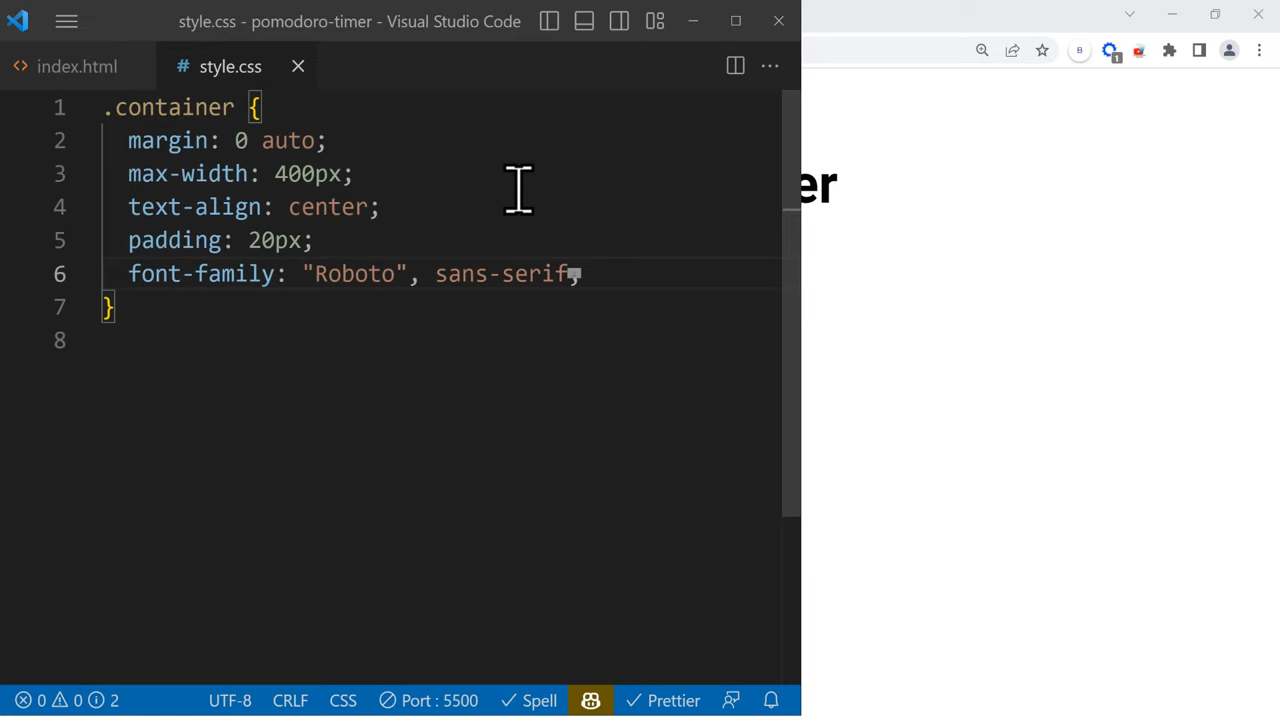 style.css - pomodoro-timer - Visual Studio Code
index.html
# style.css
1 .container {
2 margin: 0 auto;
3 max-width: 400px;
4 text-align: center;
5 padding: 20px;
6 font-family: "Roboto", sans-serif;
7 }
8
0 0 2
UTF-8
CRLF
CSS
Port : 5500
Spell
Prettier
B
1
er